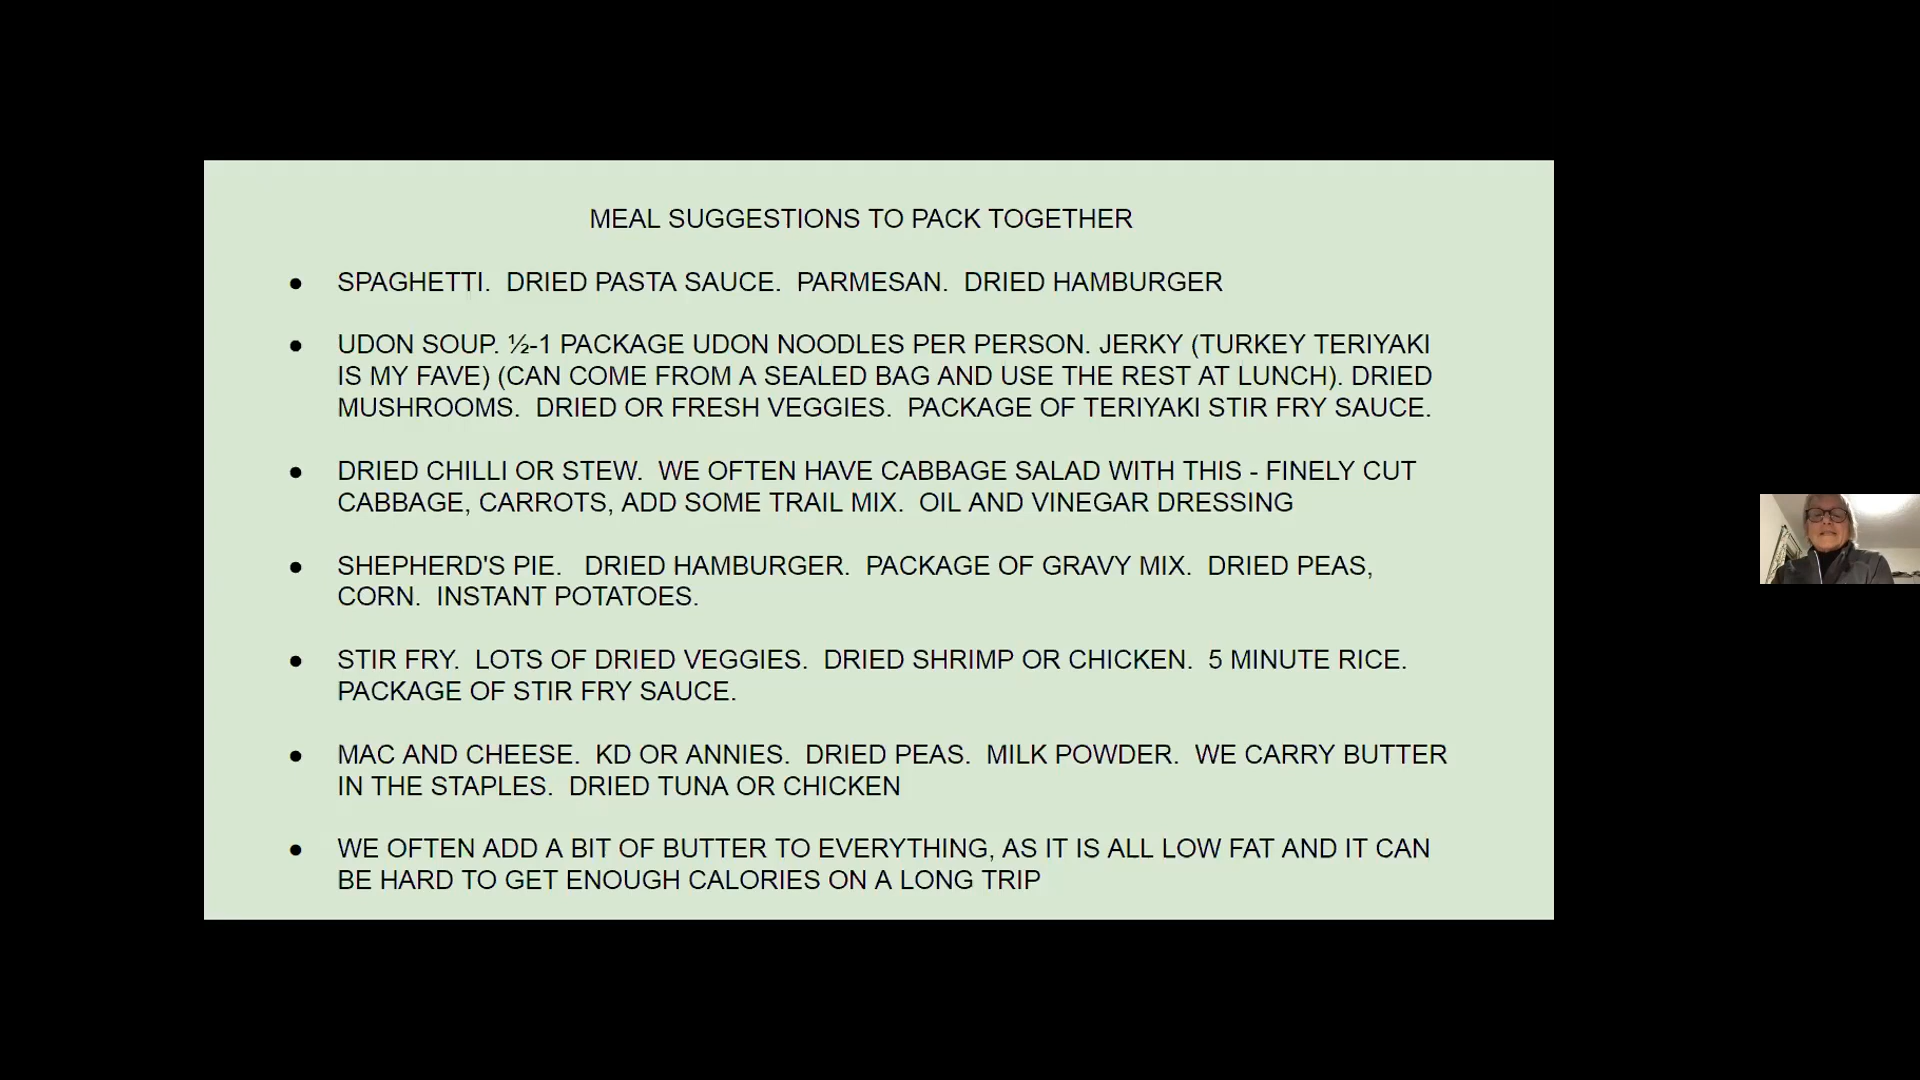 MEAL SUGGESTIONS TO PACK TOGETHER
● SPAGHETTI. DRIED PASTA SAUCE. PARMESAN. DRIED HAMBURGER
● UDON SOUP. ½-1 PACKAGE UDON NOODLES PER PERSON. JERKY (TURKEY TERIYAKI
IS MY FAVE) (CAN COME FROM A SEALED BAG AND USE THE REST AT LUNCH). DRIED
MUSHROOMS. DRIED OR FRESH VEGGIES. PACKAGE OF TERIYAKI STIR FRY SAUCE.
● DRIED CHILLI OR STEW. WE OFTEN HAVE CABBAGE SALAD WITH THIS - FINELY CUT
CABBAGE, CARROTS, ADD SOME TRAIL MIX. OIL AND VINEGAR DRESSING
● SHEPHERD'S PIE. DRIED HAMBURGER. PACKAGE OF GRAVY MIX. DRIED PEAS,
CORN. INSTANT POTATOES.
● STIR FRY. LOTS OF DRIED VEGGIES. DRIED SHRIMP OR CHICKEN. 5 MINUTE RICE.
PACKAGE OF STIR FRY SAUCE.
● MAC AND CHEESE. KD OR ANNIES. DRIED PEAS. MILK POWDER. WE CARRY BUTTER
IN THE STAPLES. DRIED TUNA OR CHICKEN
● WE OFTEN ADD A BIT OF BUTTER TO EVERYTHING, AS IT IS ALL LOW FAT AND IT CAN
BE HARD TO GET ENOUGH CALORIES ON A LONG TRIP